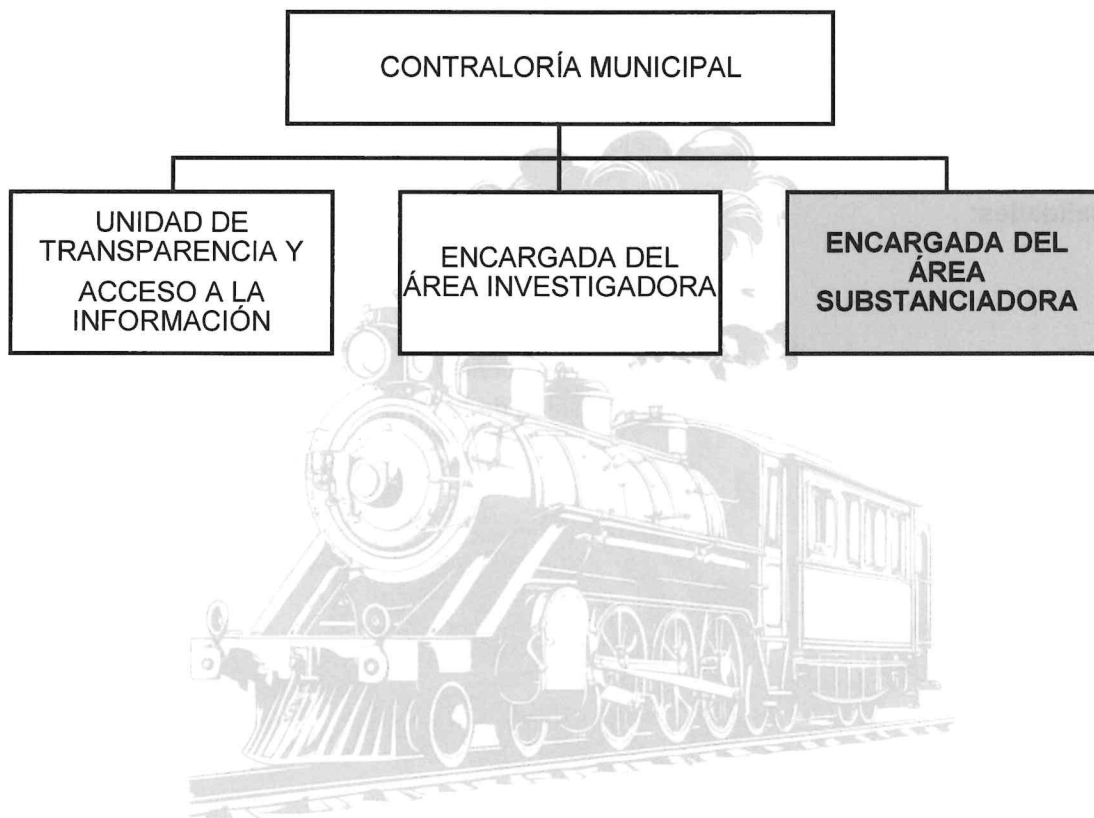 CONTRALORÍA MUNICIPAL
UNIDAD DE
TRANSPARENCIA Y
ACCESO A LA
INFORMACIÓN
ENCARGADA DEL
ÁREA INVESTIGADORA
ENCARGADA DEL
ÁREA
SUBSTANCIADORA